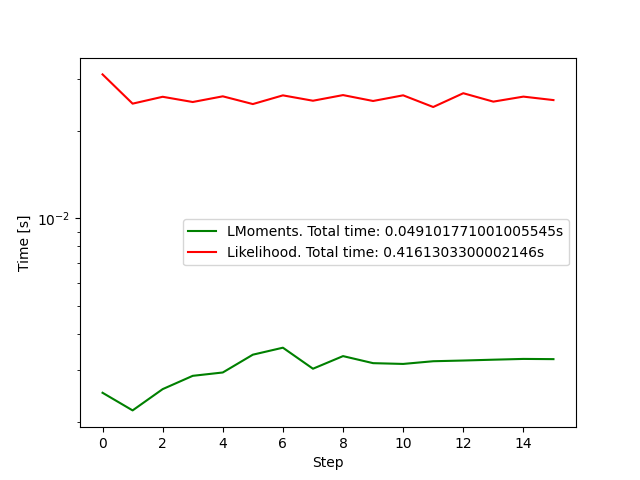 Time [s]
10⁻²
LMoments. Total time: 0.049101771001005545s
Likelihood. Total time: 0.4161303300002146s
0 2 4 6 8 10 12 14
Step